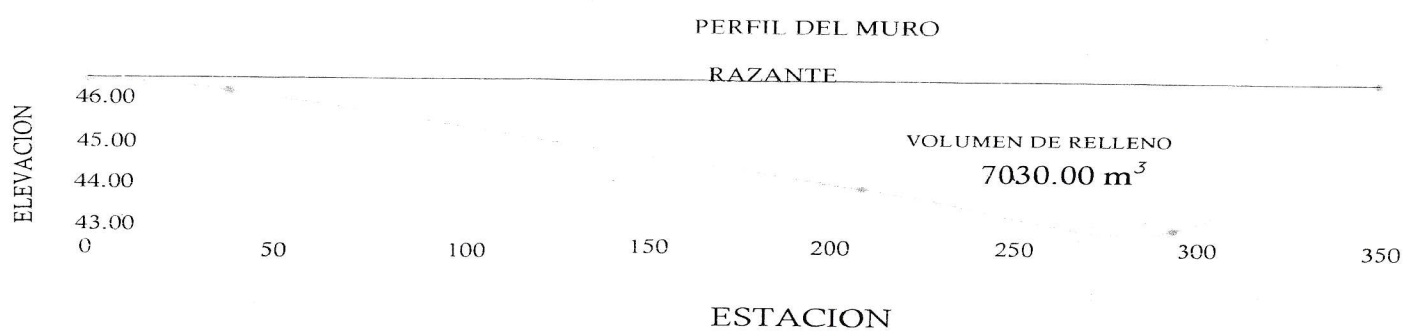 PERFIL DEL MURO
RAZANTE
ELEVACION
46.00
45.00
44.00
43.00
VOLUMEN DE RELLENO
7030.00 m³
0 50 100 150 200 250 300 350
ESTACION